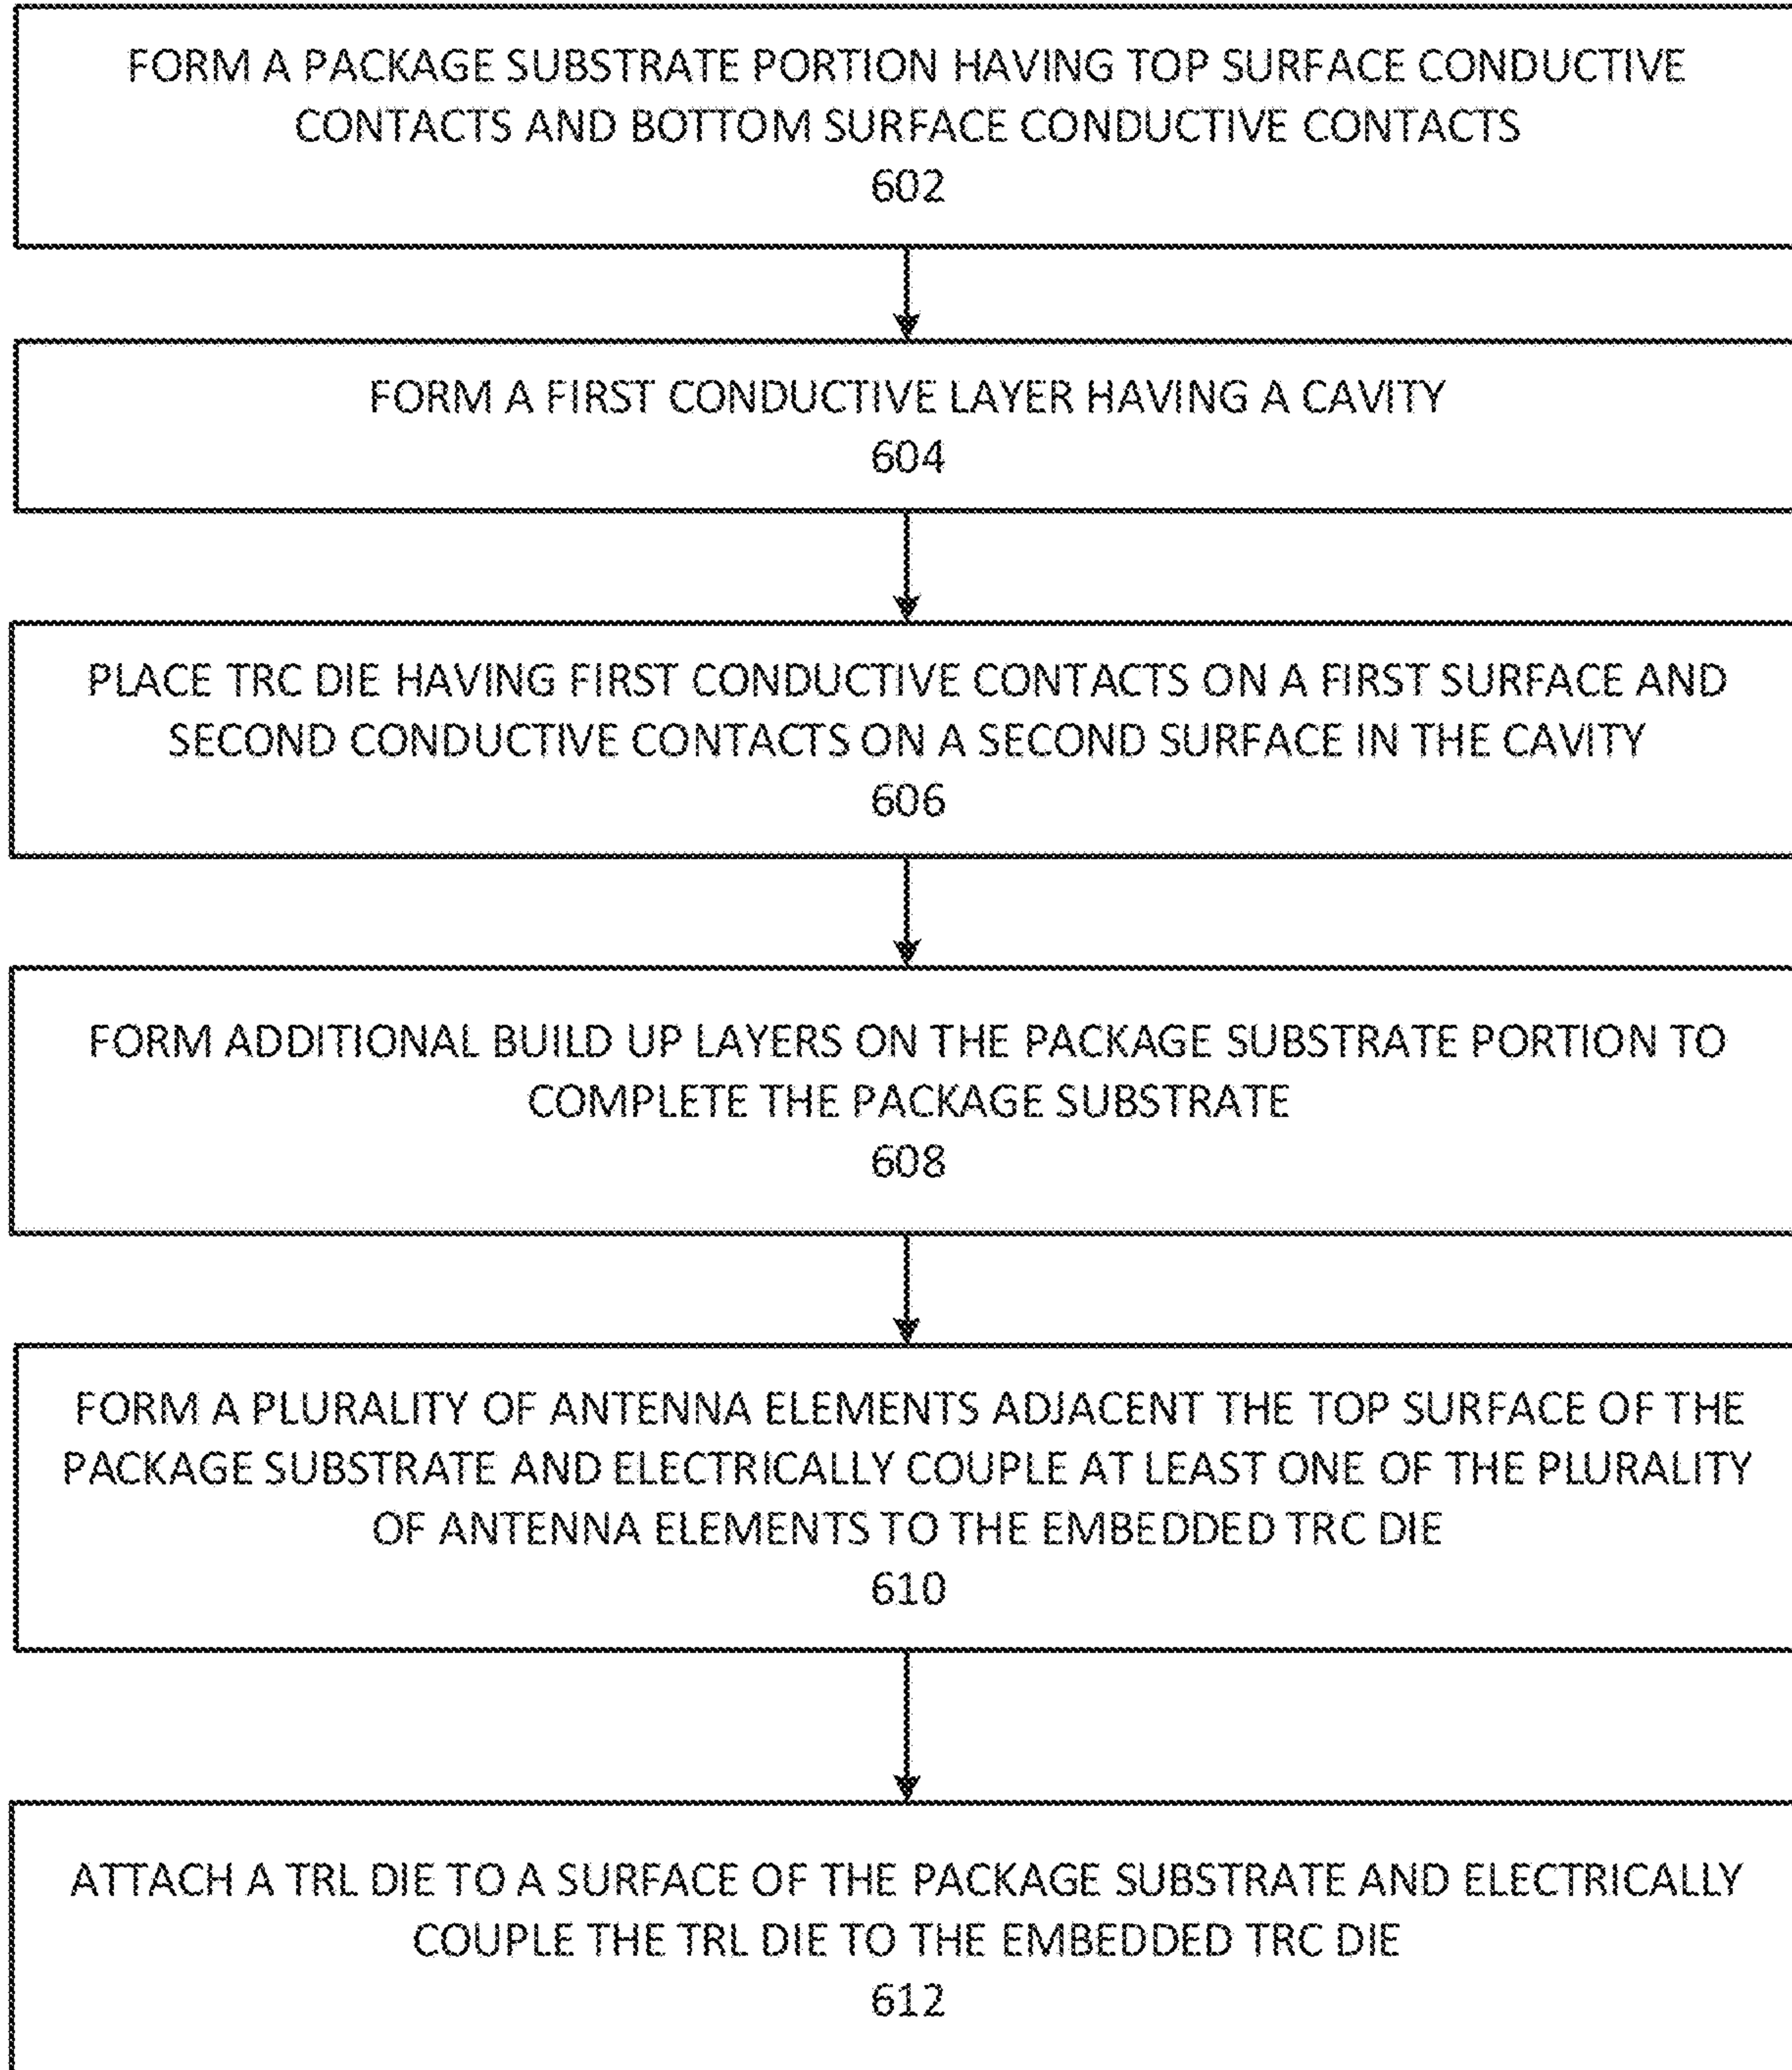 FORM A PACKAGE SUBSTRATE PORTION HAVING TOP SURFACE CONDUCTIVE
CONTACTS AND BOTTOM SURFACE CONDUCTIVE CONTACTS
602
FORM A FIRST CONDUCTIVE LAYER HAVING A CAVITY
604
PLACE TRC DIE HAVING FIRST CONDUCTIVE CONTACTS ON A FIRST SURFACE AND
SECOND CONDUCTIVE CONTACTS ON A SECOND SURFACE IN THE CAVITY
606
FORM ADDITIONAL BUILD UP LAYERS ON THE PACKAGE SUBSTRATE PORTION TO
COMPLETE THE PACKAGE SUBSTRATE
608
FORM A PLURALITY OF ANTENNA ELEMENTS ADJACENT THE TOP SURFACE OF THE
PACKAGE SUBSTRATE AND ELECTRICALLY COUPLE AT LEAST ONE OF THE PLURALITY
OF ANTENNA ELEMENTS TO THE EMBEDDED TRC DIE
610
ATTACH A TRL DIE TO A SURFACE OF THE PACKAGE SUBSTRATE AND ELECTRICALLY
COUPLE THE TRL DIE TO THE EMBEDDED TRC DIE
612